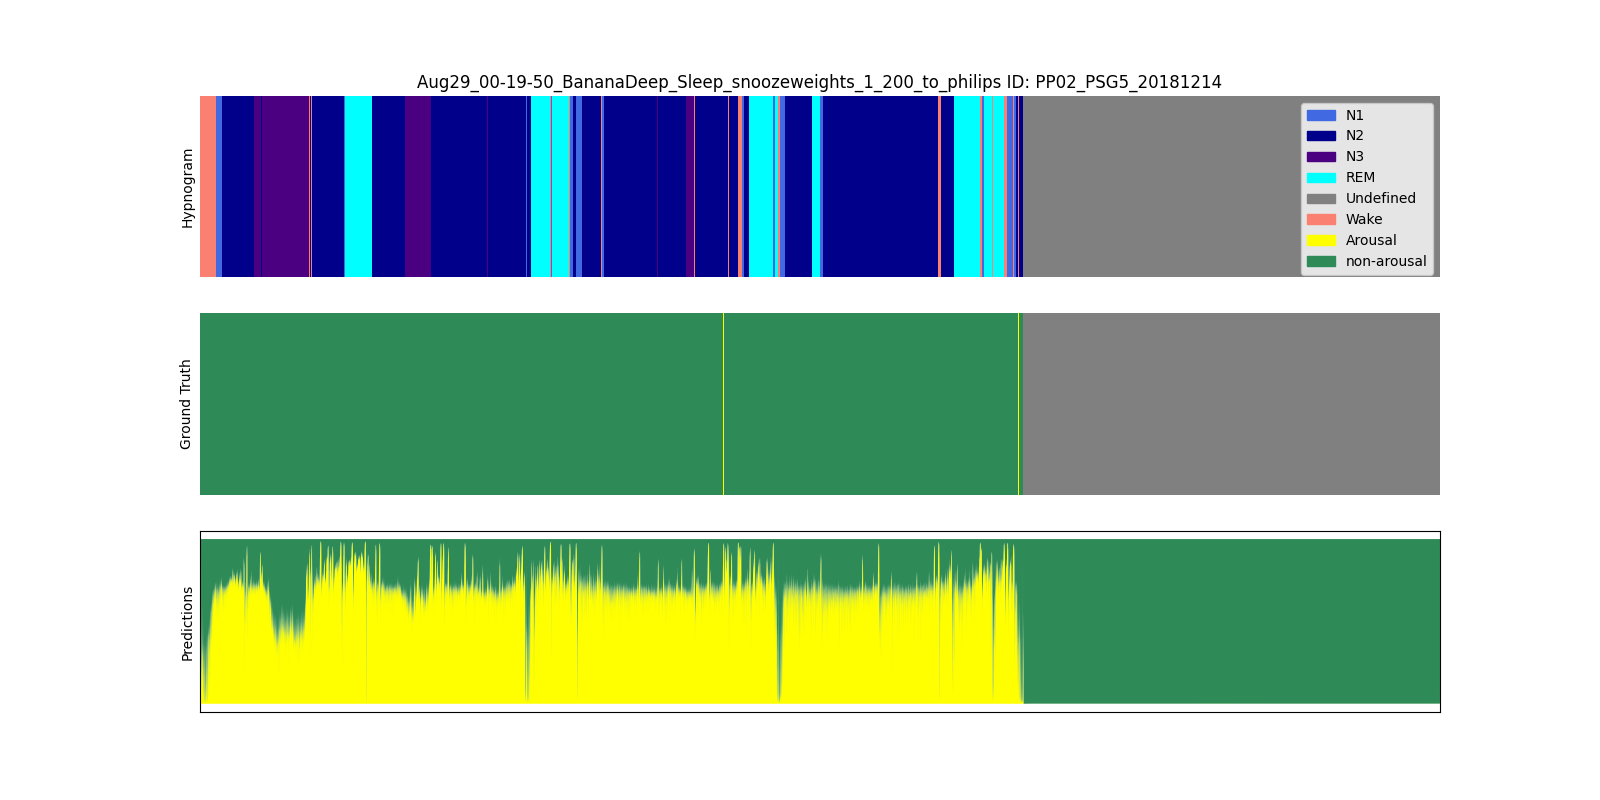 Aug29_00-19-50_BananaDeep_Sleep_snoozeweights_1_200_to_philips ID: PP02_PSG5_20181214
Hypnogram
N1
N2
N3
REM
Undefined
Wake
Arousal
non-arousal
Ground Truth
Predictions